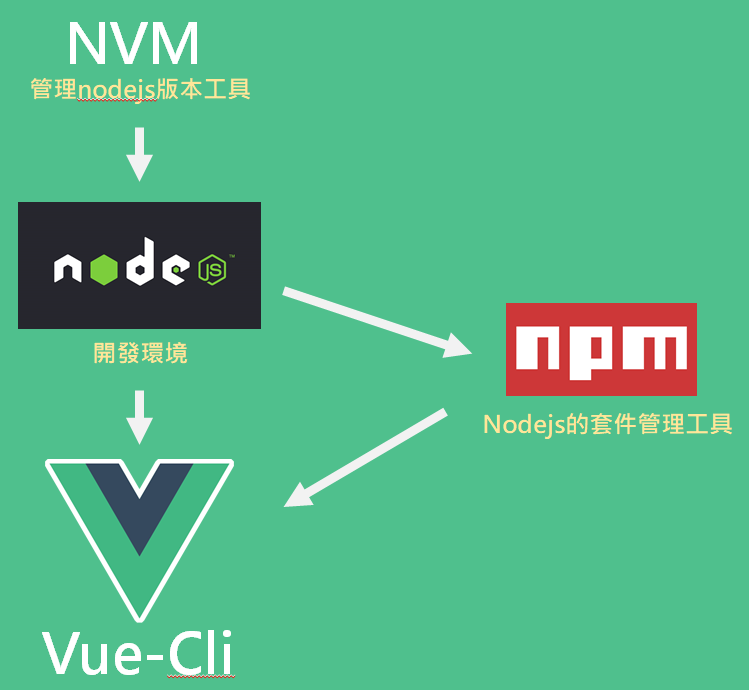 NVM
管理nodejs版本工具
node JS™
開發環境
npm
Nodejs的套件管理工具
Vue-Cli